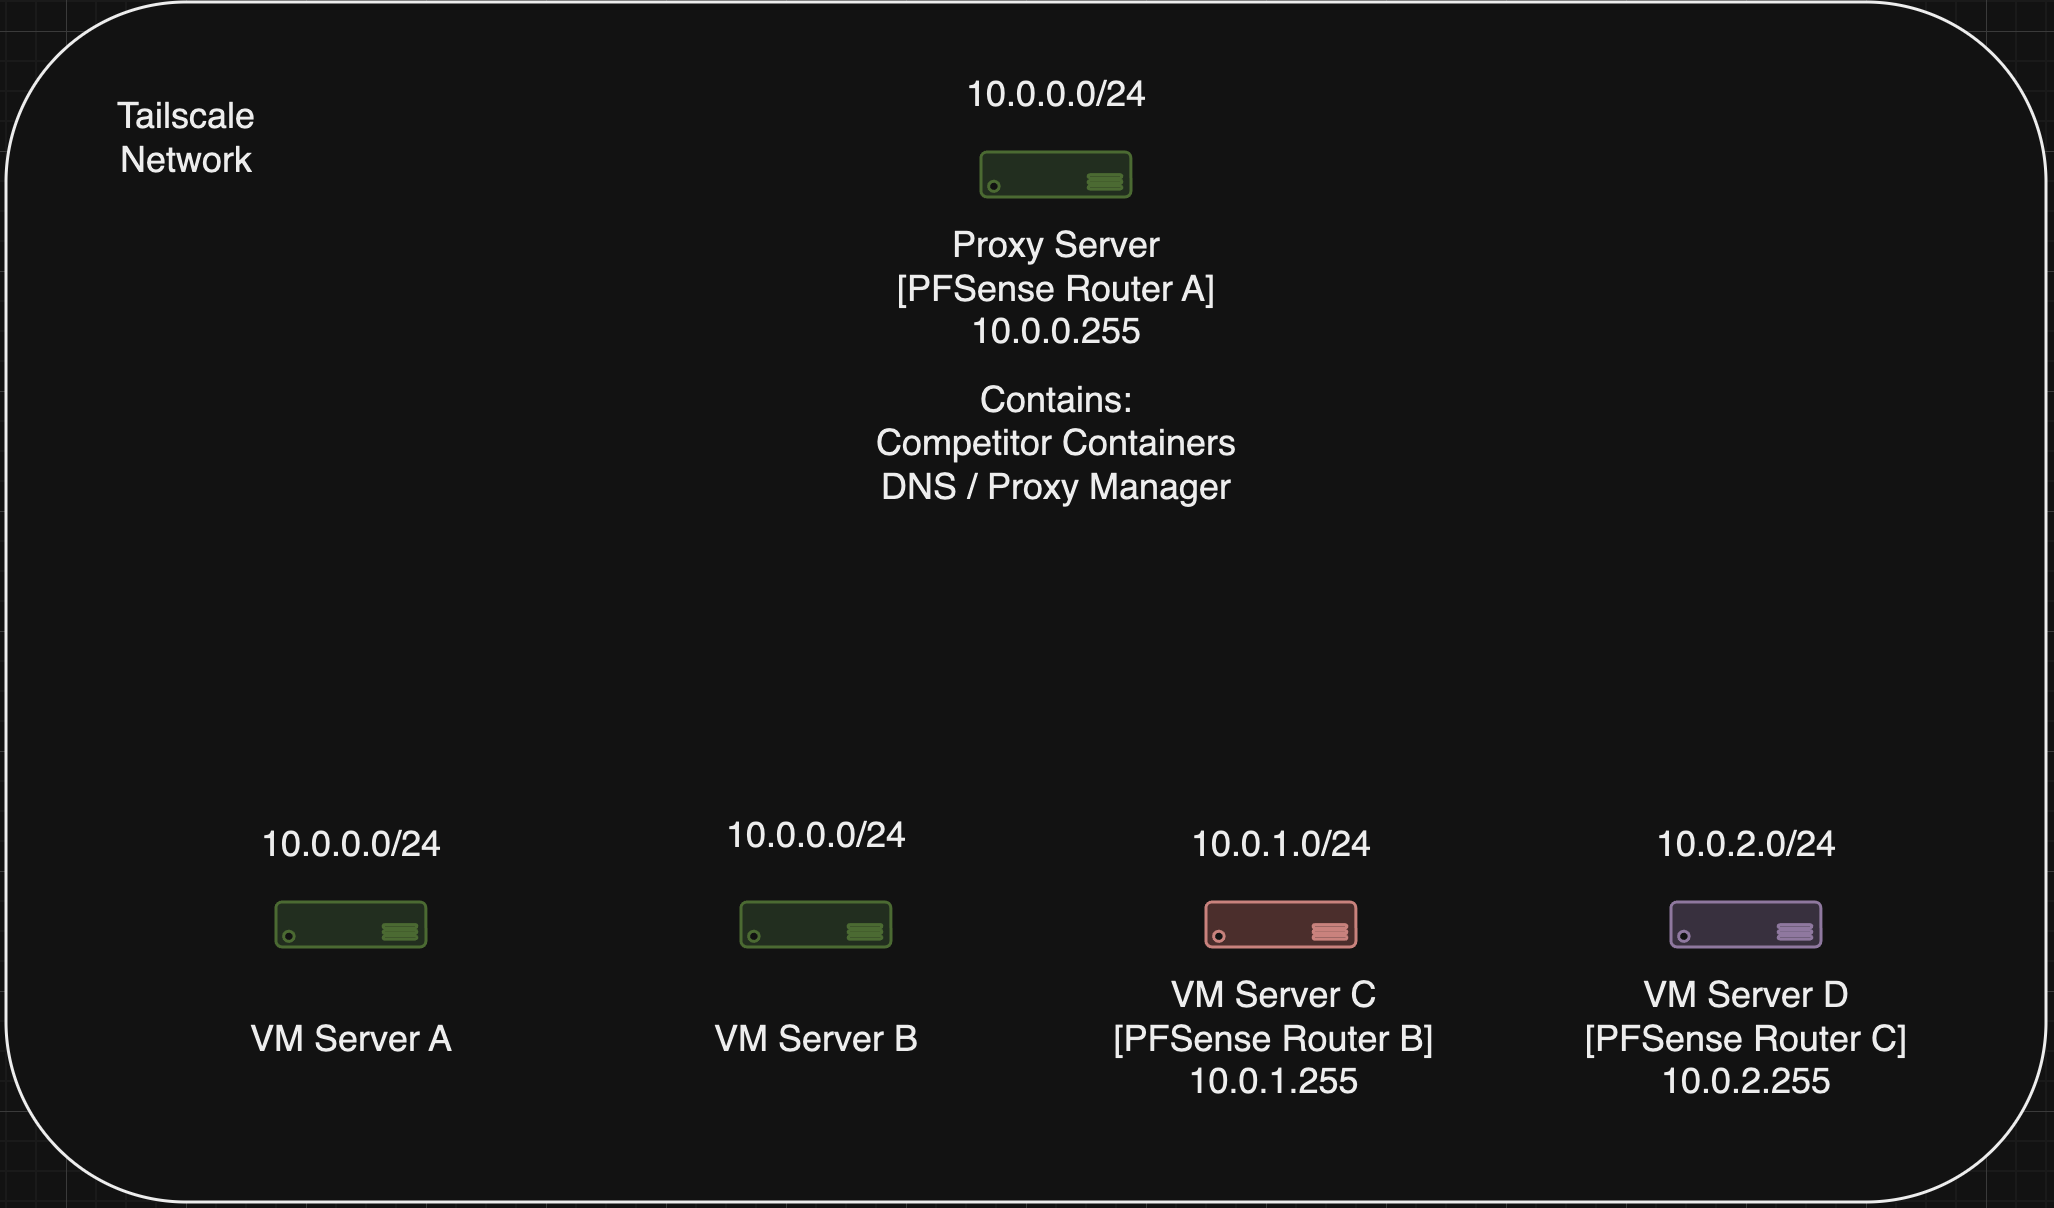 Tailscale
Network
10.0.0.0/24
Proxy Server
[PFSense Router A]
10.0.0.255
Contains:
Competitor Containers
DNS / Proxy Manager
10.0.0.0/24
VM Server A
10.0.0.0/24
VM Server B
10.0.1.0/24
VM Server C
[PFSense Router B]
10.0.1.255
10.0.2.0/24
VM Server D
[PFSense Router C]
10.0.2.255